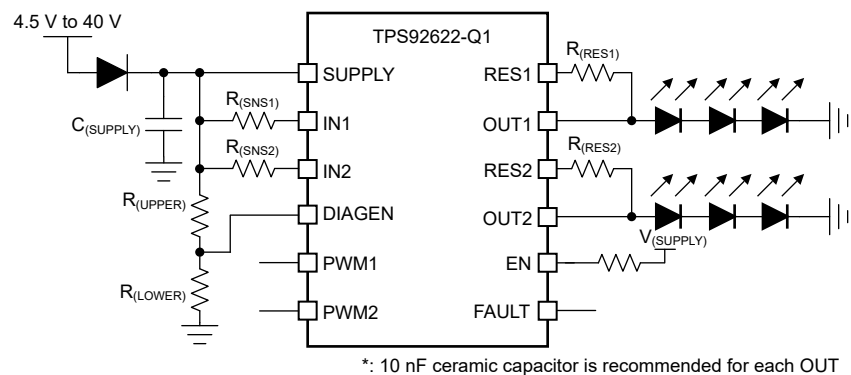 4.5 V to 40 V
TPS92622-Q1
SUPPLY
RES1
R(RES1)
C(SUPPLY)
R(SNS1)
IN1
OUT1
R(SNS2)
IN2
RES2
R(RES2)
R(UPPER)
DIAGEN
OUT2
V(SUPPLY)
PWM1
EN
R(LOWER)
PWM2
FAULT
*: 10 nF ceramic capacitor is recommended for each OUT